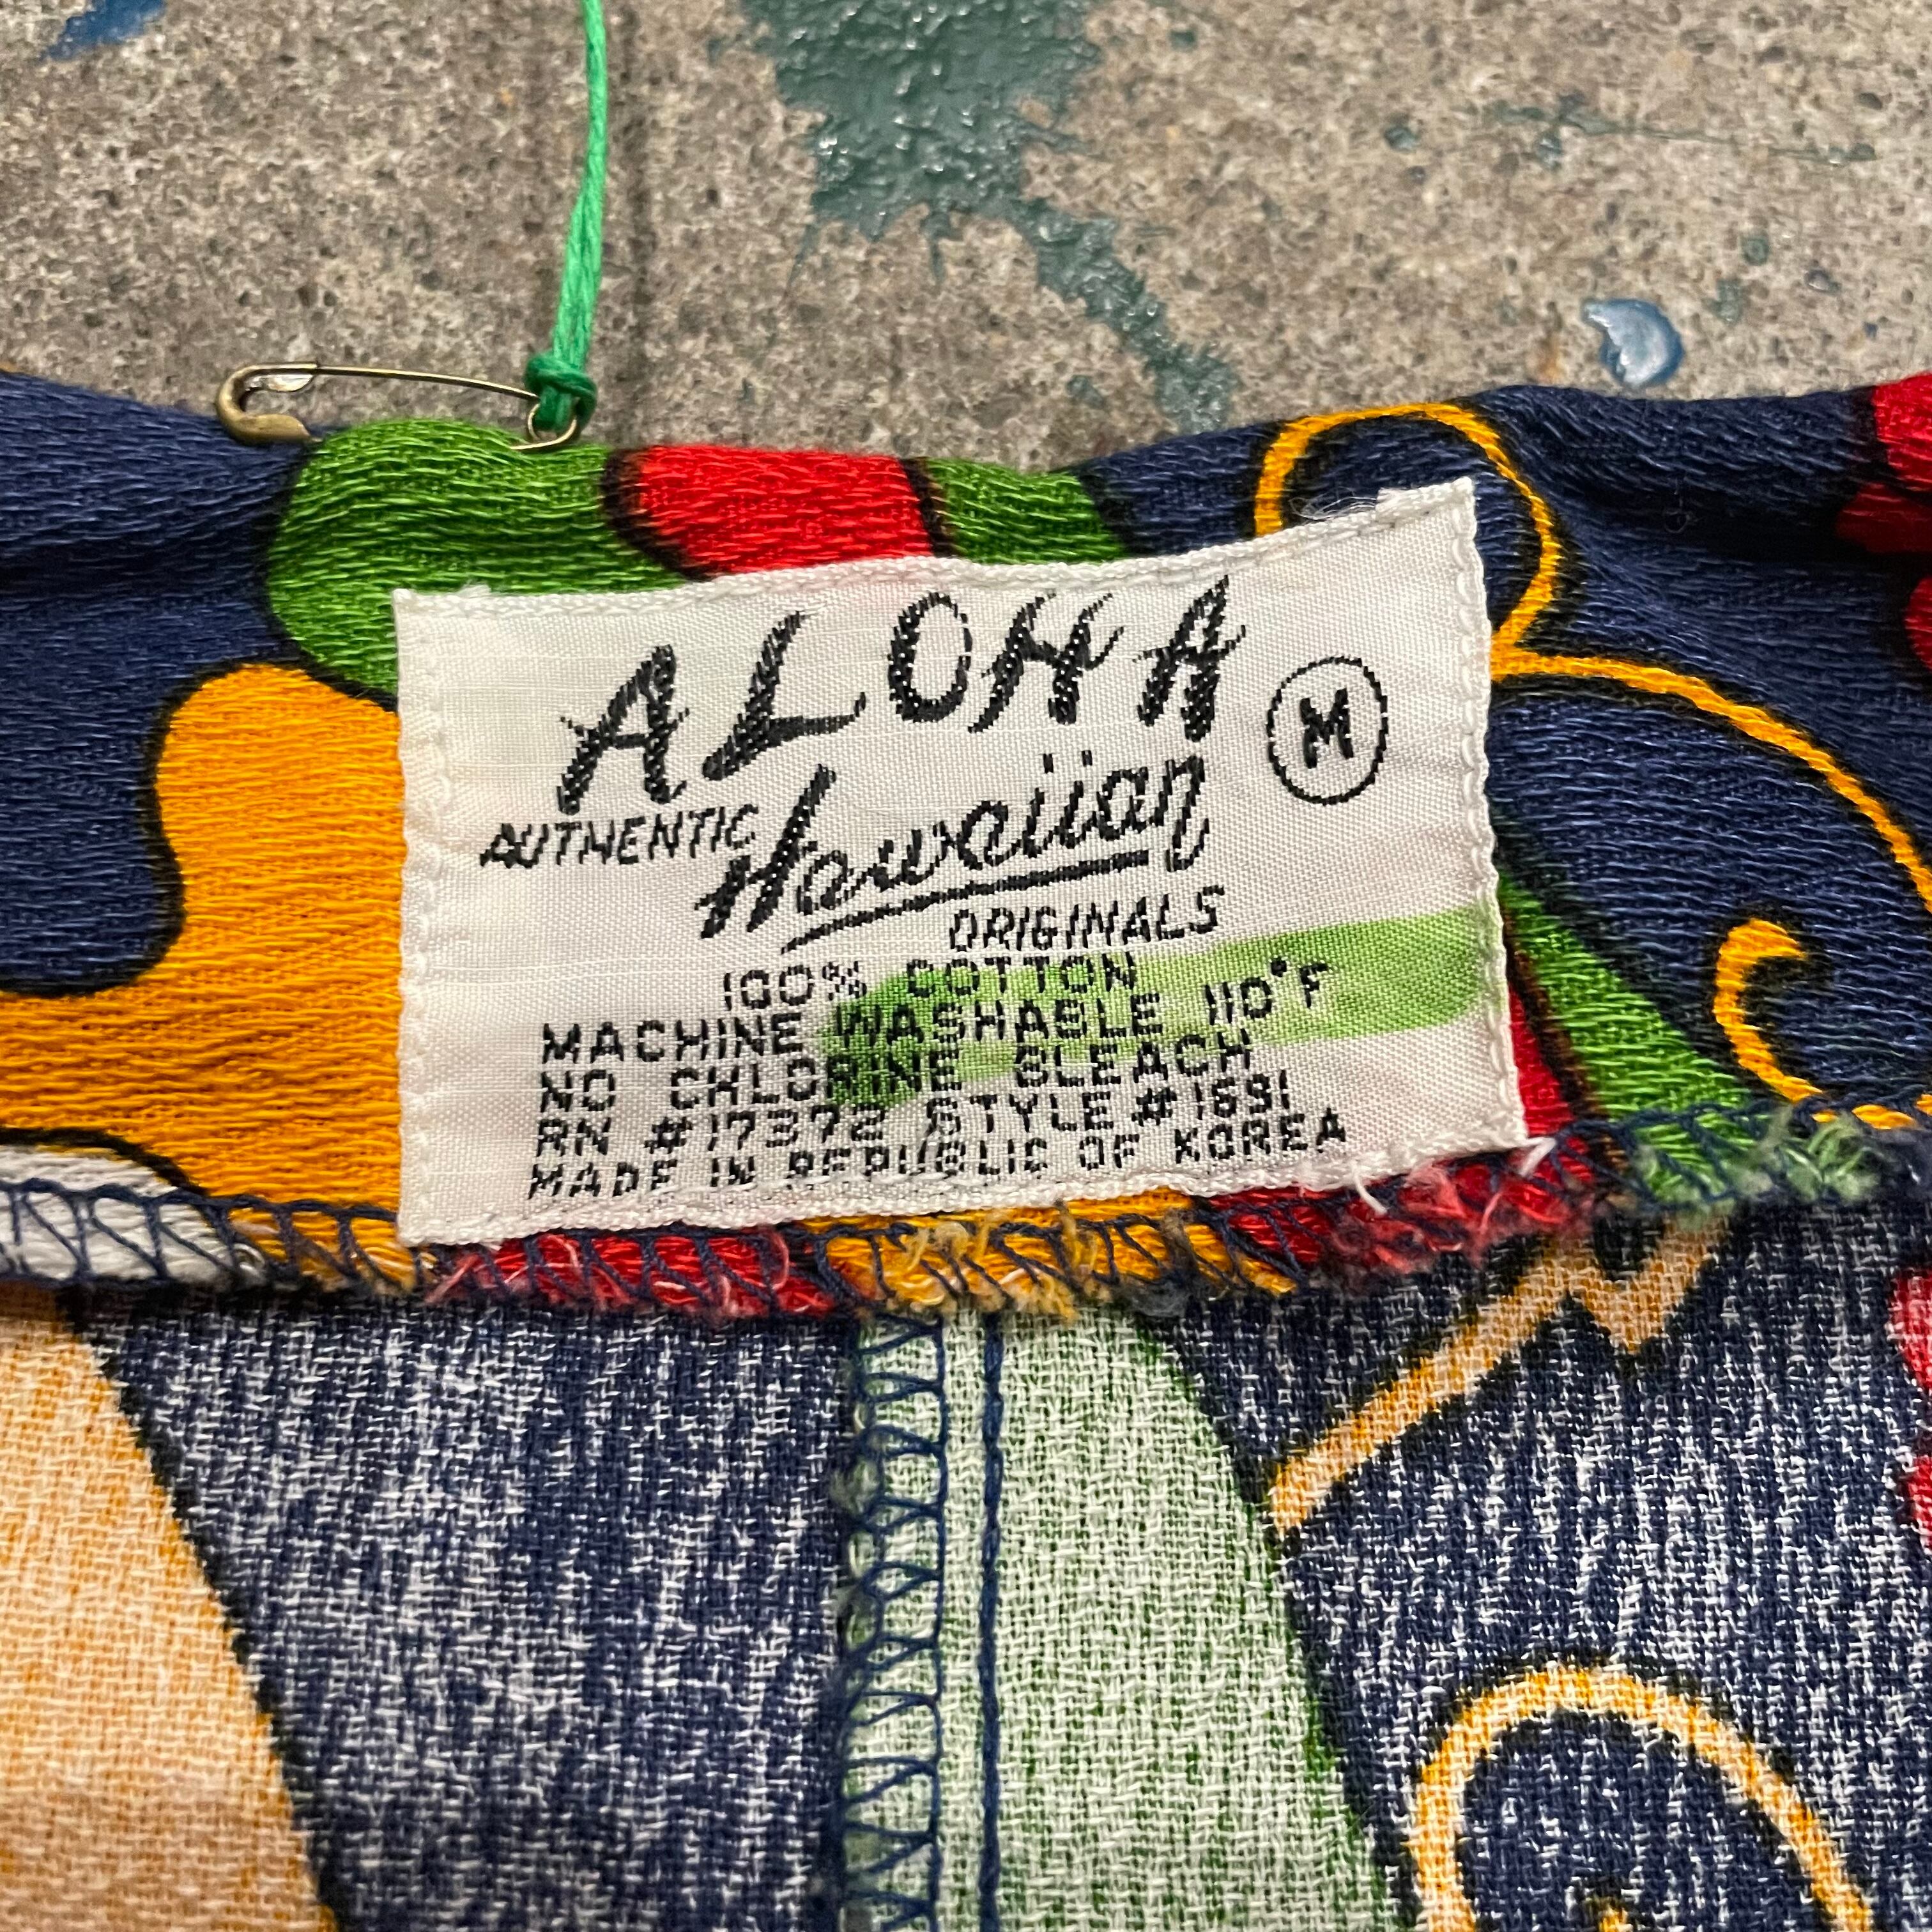 ALOHA
M
AUTHENTIC Hawaiian
ORIGINALS
100% COTTON
MACHINE WASHABLE 110°F
NO CHLORINE BLEACH
RN #17372 STYLE #1691
MADE IN REPUBLIC OF KOREA